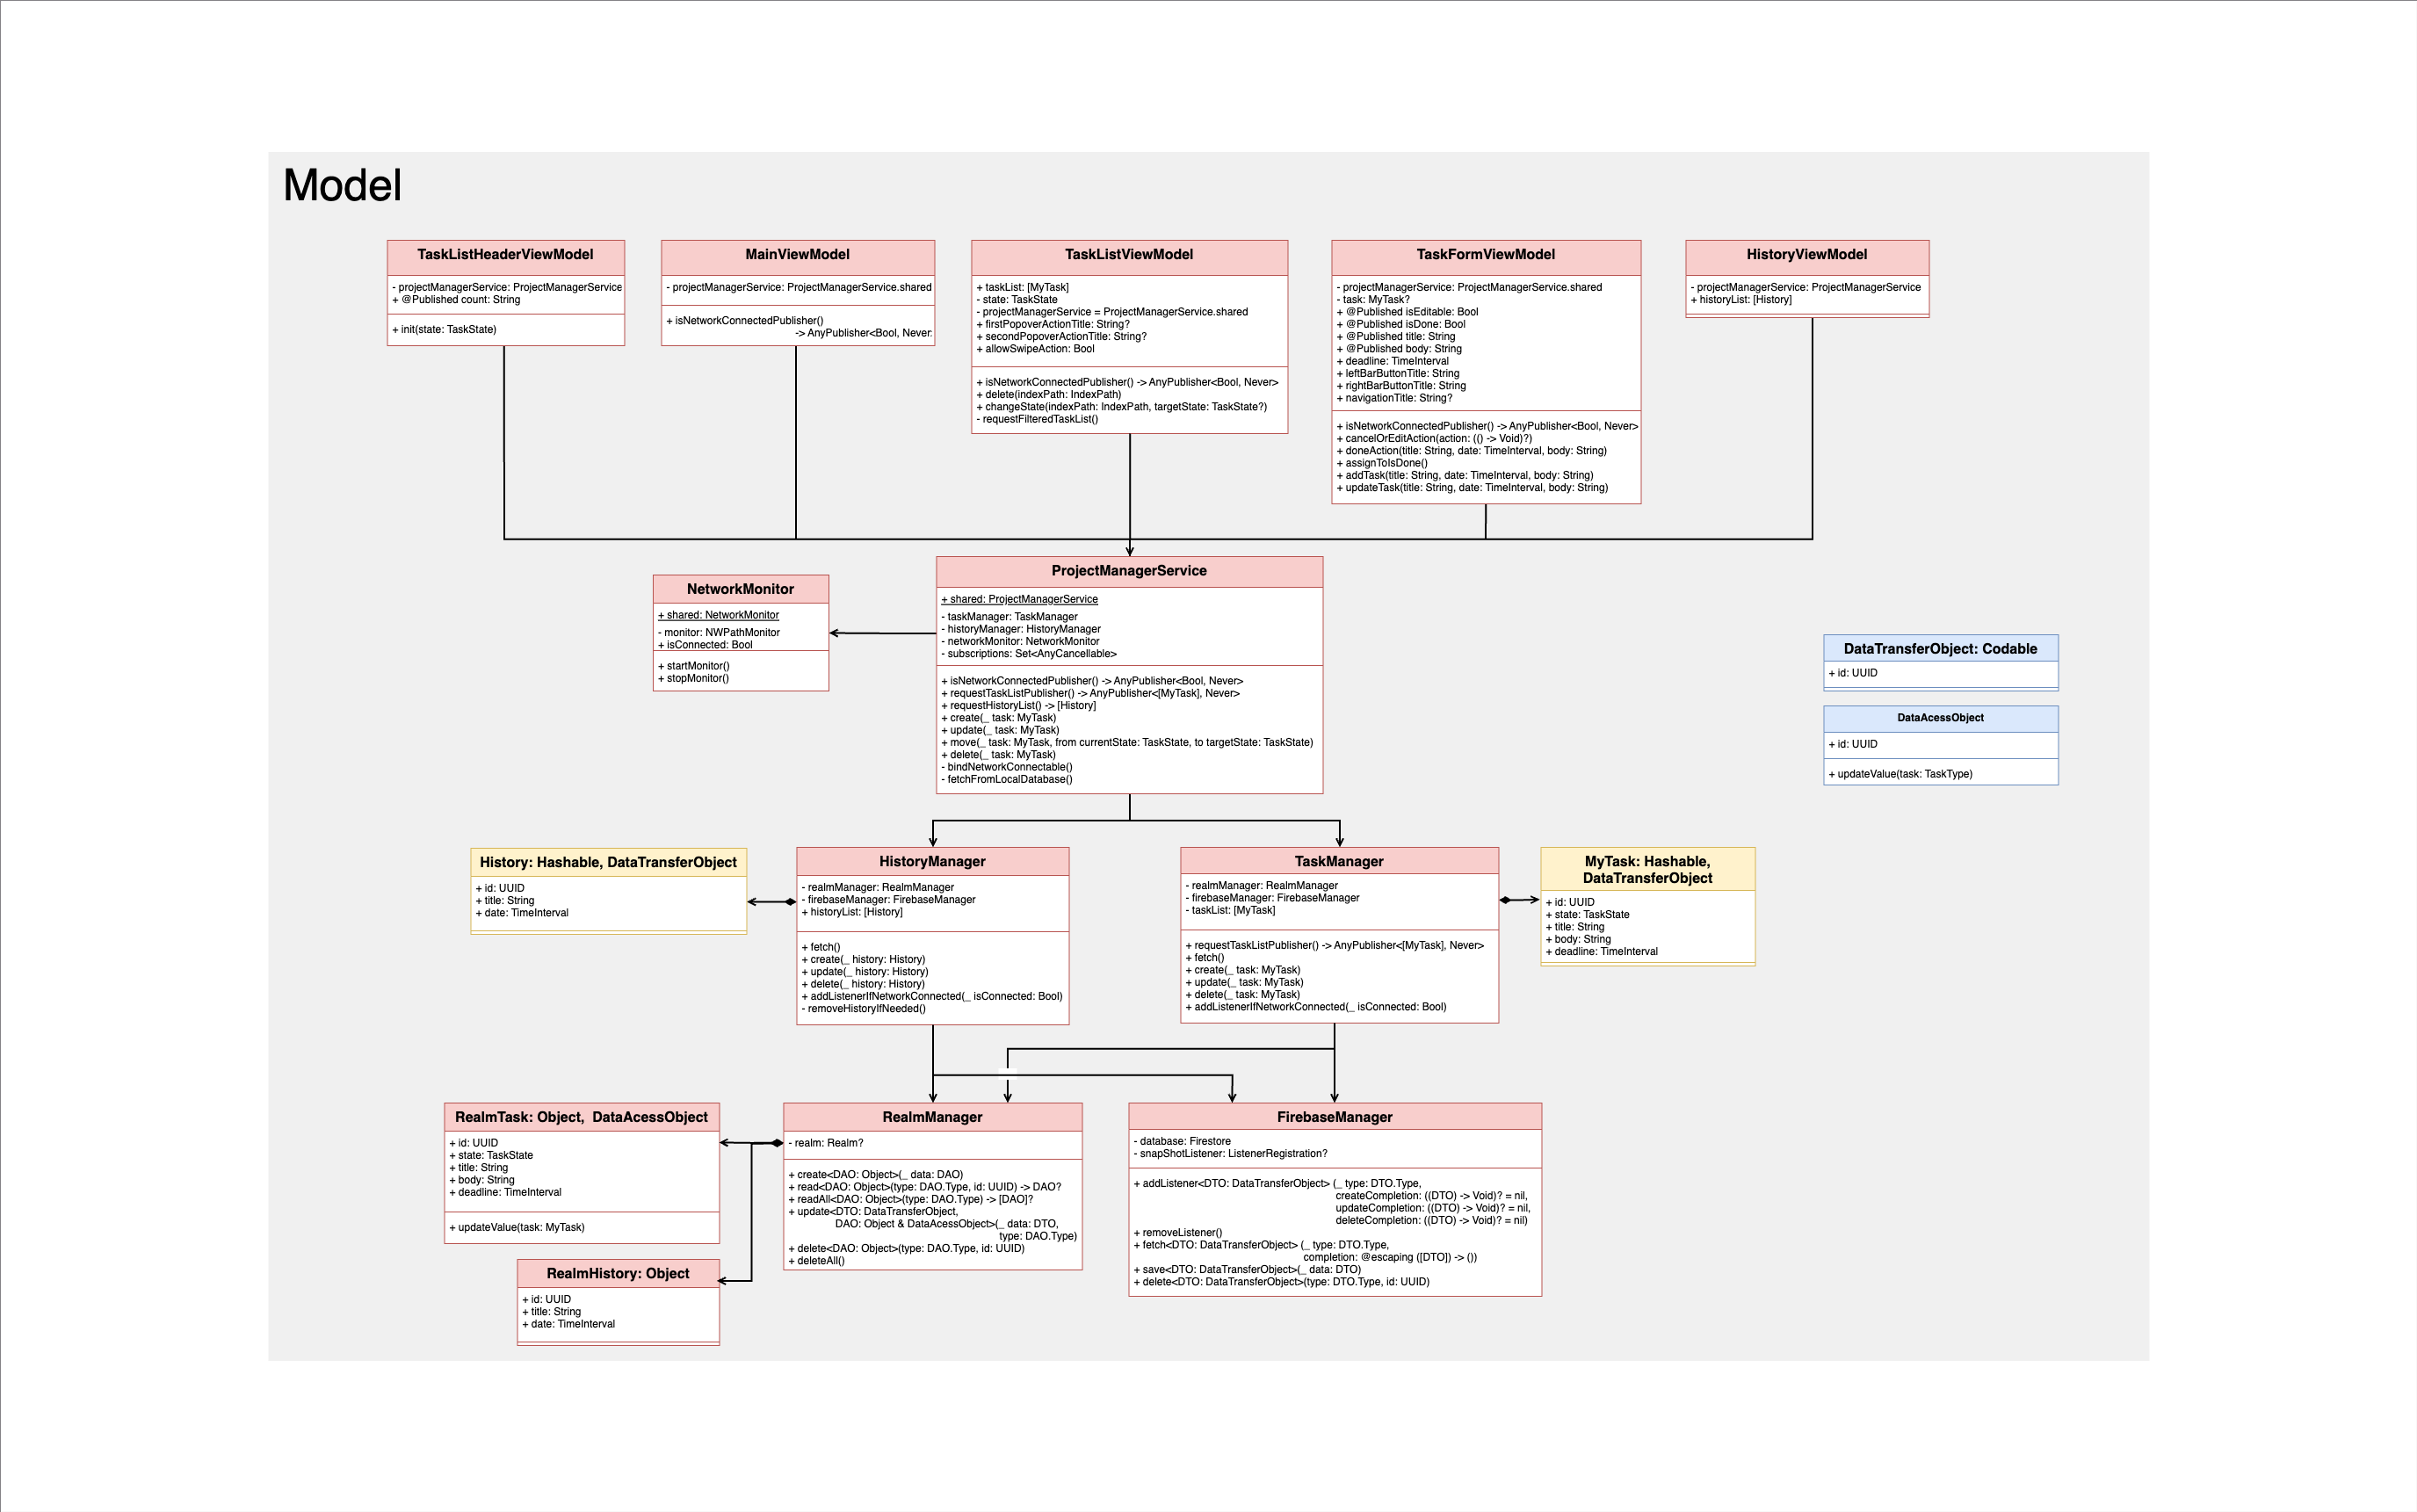 Model
TaskListHeaderViewModel
- projectManagerService: ProjectManagerService
+ @Published count: String
+ init(state: TaskState)
MainViewModel
- projectManagerService: ProjectManagerService.shared
+ isNetworkConnectedPublisher()
-> AnyPublisher<Bool, Never>
TaskListViewModel
+ taskList: [MyTask]
- state: TaskState
- projectManagerService = ProjectManagerService.shared
+ firstPopoverActionTitle: String?
+ secondPopoverActionTitle: String?
+ allowSwipeAction: Bool
+ isNetworkConnectedPublisher() -> AnyPublisher<Bool, Never>
+ delete(indexPath: IndexPath)
+ changeState(indexPath: IndexPath, targetState: TaskState?)
- requestFilteredTaskList()
TaskFormViewModel
- projectManagerService: ProjectManagerService.shared
- task: MyTask?
+ @Published isEditable: Bool
+ @Published isDone: Bool
+ @Published title: String
+ @Published body: String
+ deadline: TimeInterval
+ leftBarButtonTitle: String
+ rightBarButtonTitle: String
+ navigationTitle: String?
+ isNetworkConnectedPublisher() -> AnyPublisher<Bool, Never>
+ cancelOrEditAction(action: (() -> Void)?)
+ doneAction(title: String, date: TimeInterval, body: String)
+ assignToIsDone()
+ addTask(title: String, date: TimeInterval, body: String)
+ updateTask(title: String, date: TimeInterval, body: String)
HistoryViewModel
- projectManagerService: ProjectManagerService
+ historyList: [History]
NetworkMonitor
+ shared: NetworkMonitor
- monitor: NWPathMonitor
+ isConnected: Bool
+ startMonitor()
+ stopMonitor()
ProjectManagerService
+ shared: ProjectManagerService
- taskManager: TaskManager
- historyManager: HistoryManager
- networkMonitor: NetworkMonitor
- subscriptions: Set<AnyCancellable>
+ isNetworkConnectedPublisher() -> AnyPublisher<Bool, Never>
+ requestTaskListPublisher() -> AnyPublisher<[MyTask], Never>
+ requestHistoryList() -> [History]
+ create(_ task: MyTask)
+ update(_ task: MyTask)
+ move(_ task: MyTask, from currentState: TaskState, to targetState: TaskState)
+ delete(_ task: MyTask)
- bindNetworkConnectable()
- fetchFromLocalDatabase()
DataTransferObject: Codable
+ id: UUID
DataAcessObject
+ id: UUID
+ updateValue(task: TaskType)
History: Hashable, DataTransferObject
+ id: UUID
+ title: String
+ date: TimeInterval
HistoryManager
- realmManager: RealmManager
- firebaseManager: FirebaseManager
+ historyList: [History]
+ fetch()
+ create(_ history: History)
+ update(_ history: History)
+ delete(_ history: History)
+ addListenerIfNetworkConnected(_ isConnected: Bool)
- removeHistoryIfNeeded()
TaskManager
- realmManager: RealmManager
- firebaseManager: FirebaseManager
- taskList: [MyTask]
+ requestTaskListPublisher() -> AnyPublisher<[MyTask], Never>
+ fetch()
+ create(_ task: MyTask)
+ update(_ task: MyTask)
+ delete(_ task: MyTask)
+ addListenerIfNetworkConnected(_ isConnected: Bool)
MyTask: Hashable,
DataTransferObject
+ id: UUID
+ state: TaskState
+ title: String
+ body: String
+ deadline: TimeInterval
RealmTask: Object, DataAcessObject
+ id: UUID
+ state: TaskState
+ title: String
+ body: String
+ deadline: TimeInterval
+ updateValue(task: MyTask)
RealmHistory: Object
+ id: UUID
+ title: String
+ date: TimeInterval
RealmManager
- realm: Realm?
+ create<DAO: Object>(_ data: DAO)
+ read<DAO: Object>(type: DAO.Type, id: UUID) -> DAO?
+ readAll<DAO: Object>(type: DAO.Type) -> [DAO]?
+ update<DTO: DataTransferObject,
DAO: Object & DataAcessObject>(_ data: DTO,
type: DAO.Type)
+ delete<DAO: Object>(type: DAO.Type, id: UUID)
+ deleteAll()
FirebaseManager
- database: Firestore
- snapShotListener: ListenerRegistration?
+ addListener<DTO: DataTransferObject> (_ type: DTO.Type,
createCompletion: ((DTO) -> Void)? = nil,
updateCompletion: ((DTO) -> Void)? = nil,
deleteCompletion: ((DTO) -> Void)? = nil)
+ removeListener()
+ fetch<DTO: DataTransferObject> (_ type: DTO.Type,
completion: @escaping ([DTO]) -> ())
+ save<DTO: DataTransferObject>(_ data: DTO)
+ delete<DTO: DataTransferObject>(type: DTO.Type, id: UUID)